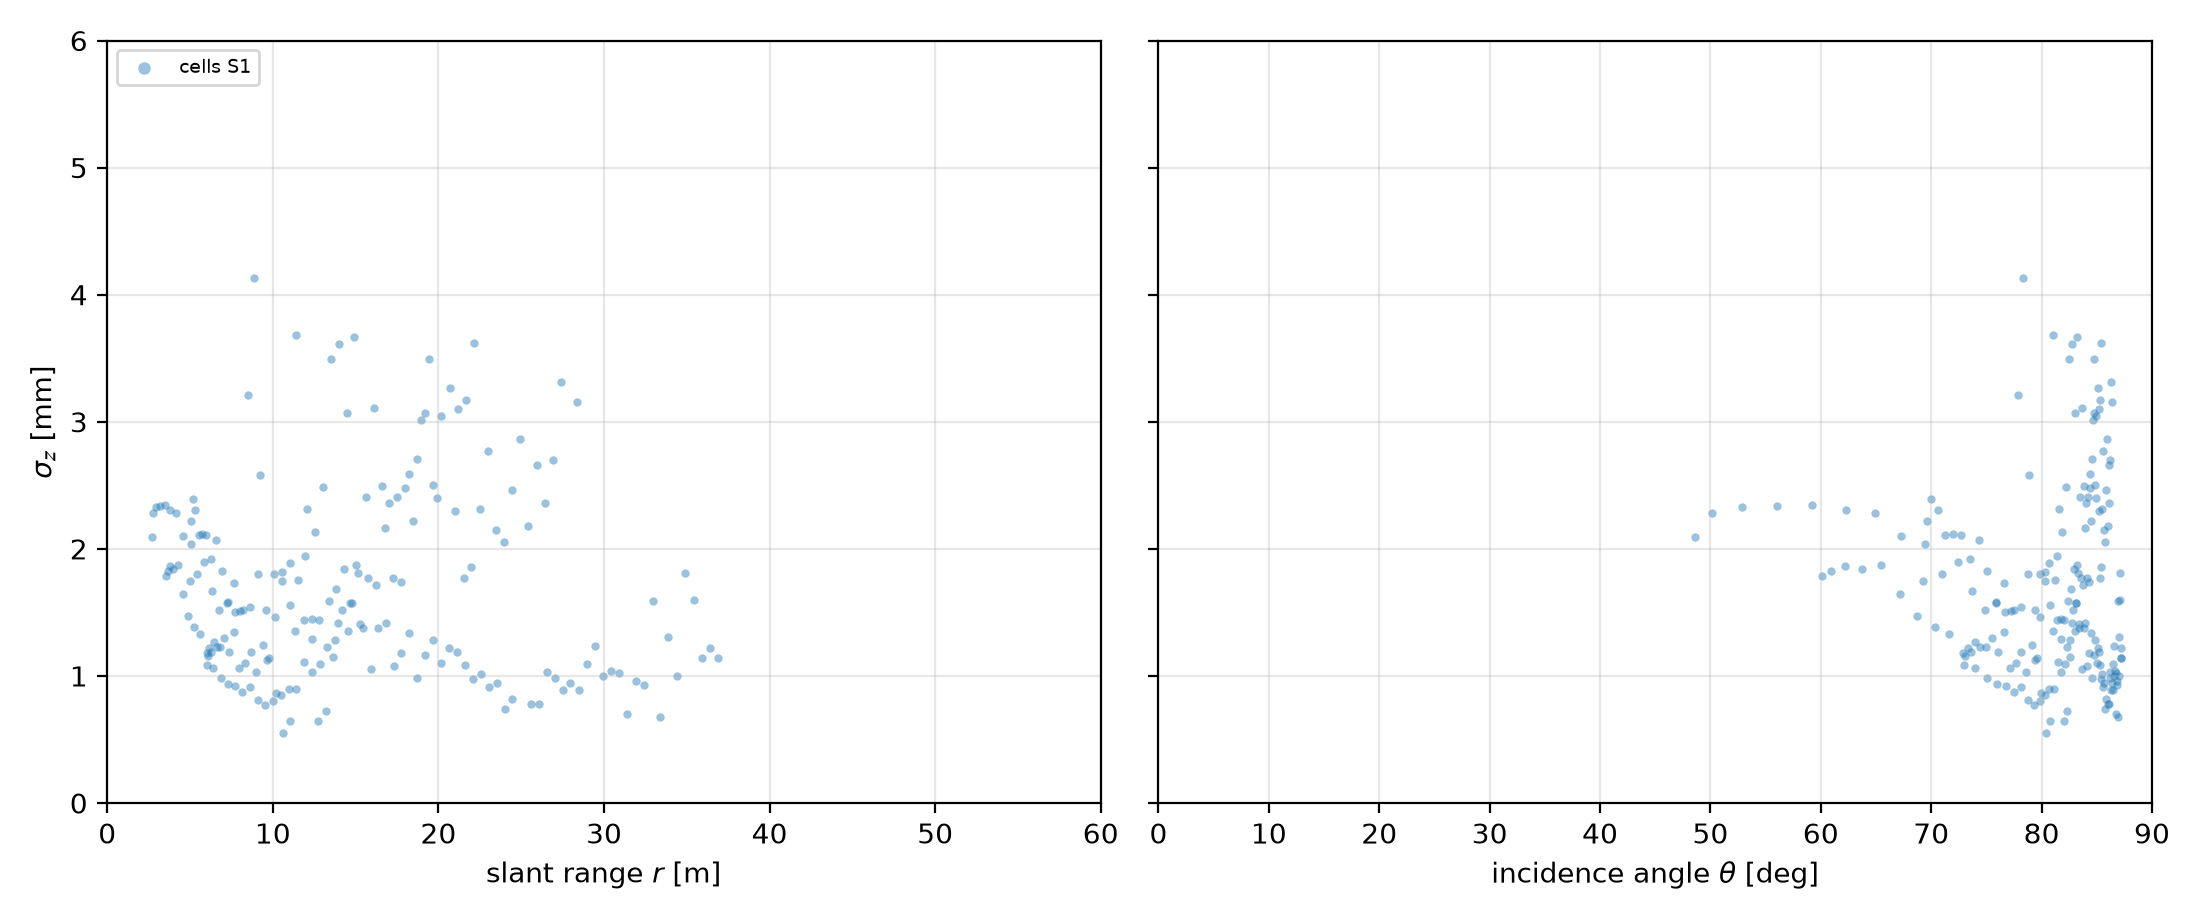 cells S1
6
5
4
3
2
1
0
σz [mm]
0 10 20 30 40 50 60
slant range r [m]
0 10 20 30 40 50 60 70 80 90
incidence angle θ [deg]